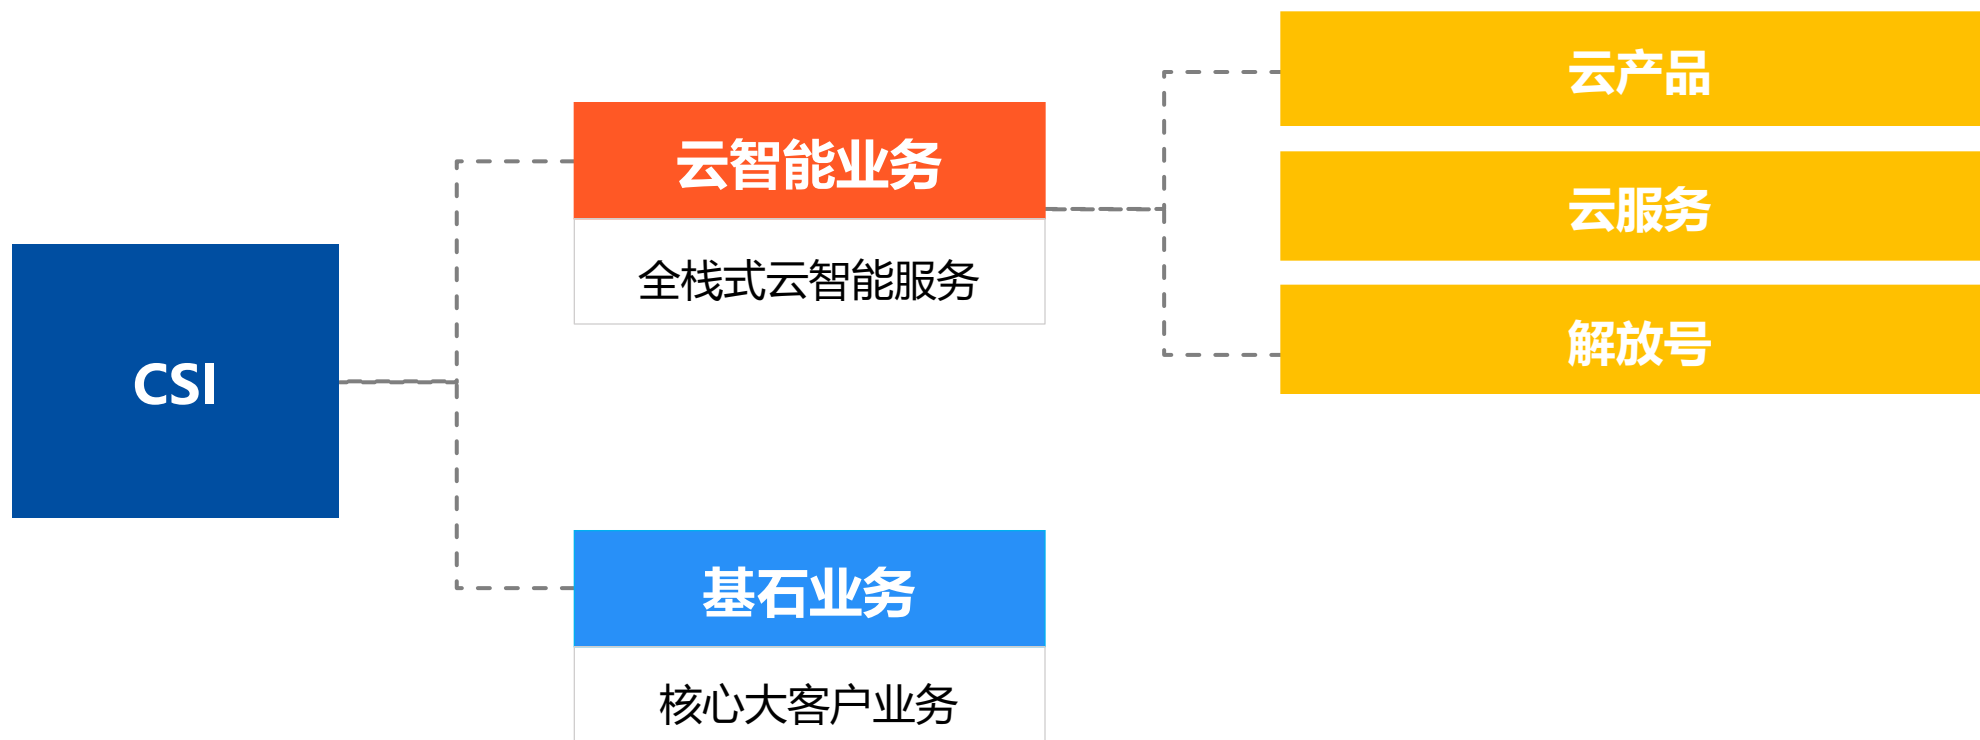 CSI
云智能业务
全栈式云智能服务
云产品
云服务
解放号
基石业务
核心大客户业务